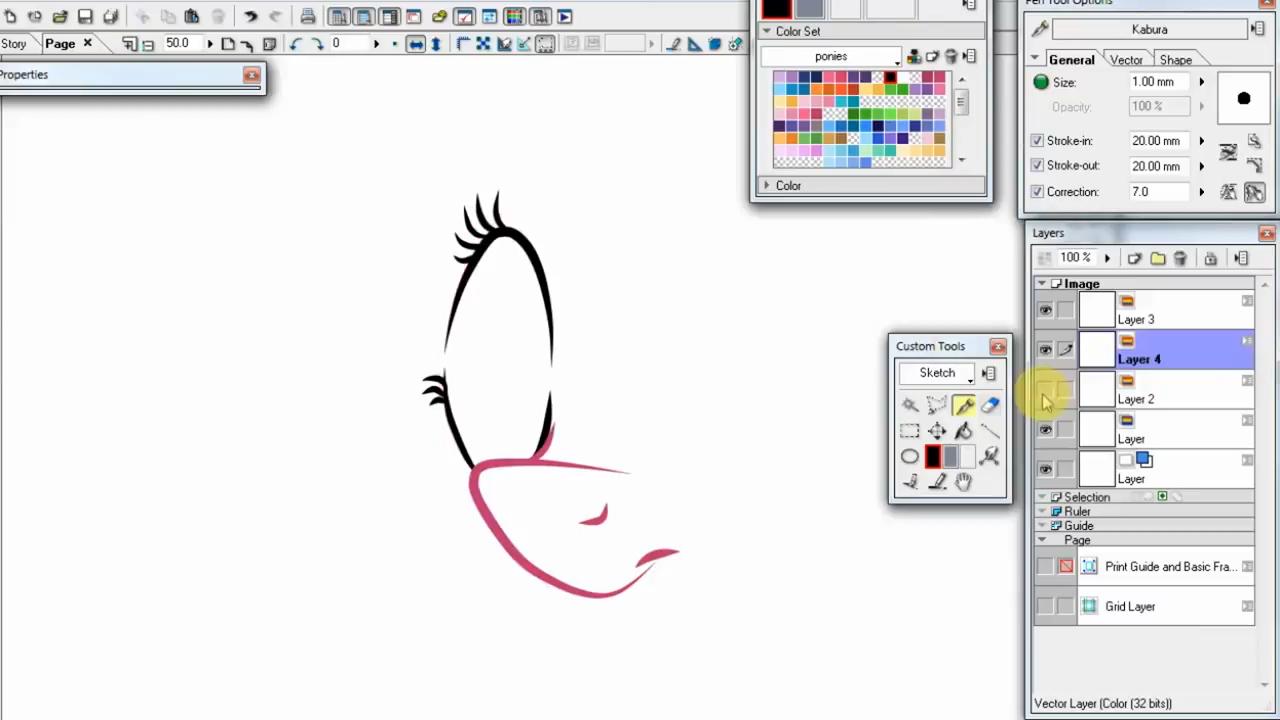 Story Page 50.0 0
Properties
Color Set
ponies
Color
Pen Tool Options
Kabura
General Vector Shape
Size: 1.00 mm
Opacity: 100 %
Stroke-in: 20.00 mm
Stroke-out: 20.00 mm
Correction: 7.0
Layers
100 %
Image
Layer 3
Layer 4
Layer 2
Layer
Layer
Selection
Ruler
Guide
Page
Print Guide and Basic Fra...
Grid Layer
Vector Layer (Color (32 bits))
Custom Tools
Sketch